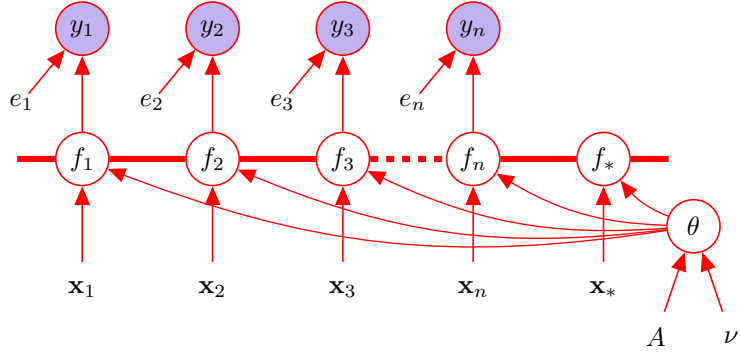 y₁ y₂ y₃ yₙ
e₁ e₂ e₃ eₙ
f₁ f₂ f₃ fₙ f∗
θ
x₁ x₂ x₃ xₙ x∗
A ν